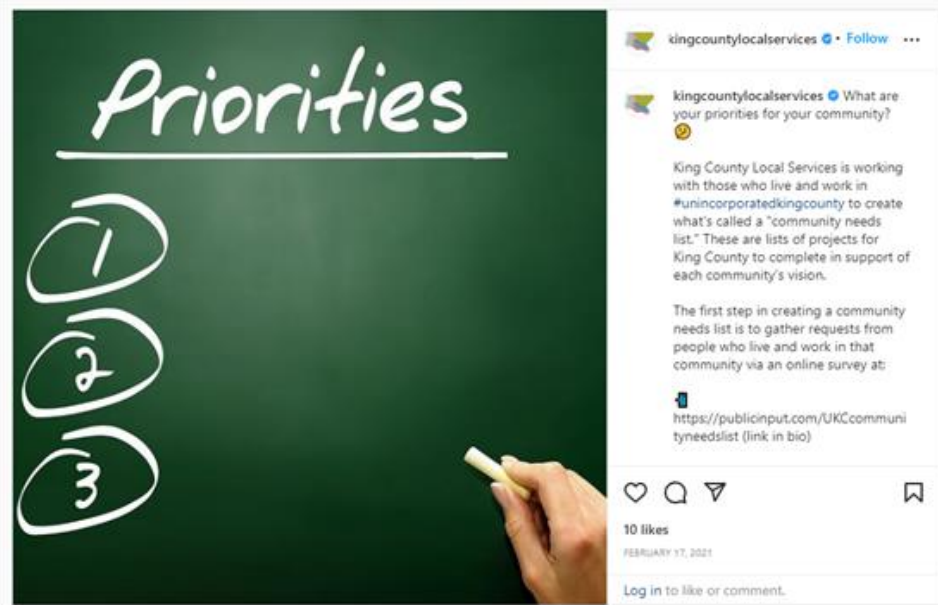 Priorities
1
2
3
kingcountylocalservices • Follow
kingcountylocalservices What are
your priorities for your community?
King County Local Services is working
with those who live and work in
#unincorporatedkingcounty to create
what's called a "community needs
list." These are lists of projects for
King County to complete in support of
each community's vision.
The first step in creating a community
needs list is to gather requests from
people who live and work in that
community via an online survey at:
https://publicinput.com/UKCcommuni
tyneedslist (link in bio)
10 likes
FEBRUARY 17, 2021
Log in to like or comment.